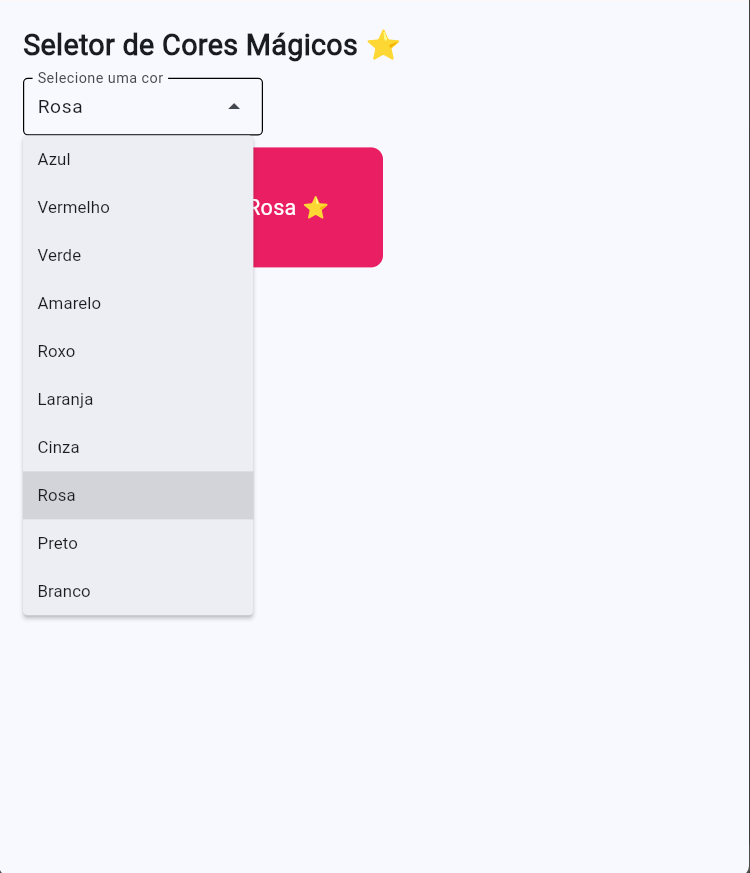 Seletor de Cores Mágicos ⭐
Selecione uma cor
Rosa
Azul
Vermelho
Rosa ⭐
Verde
Amarelo
Roxo
Laranja
Cinza
Rosa
Preto
Branco